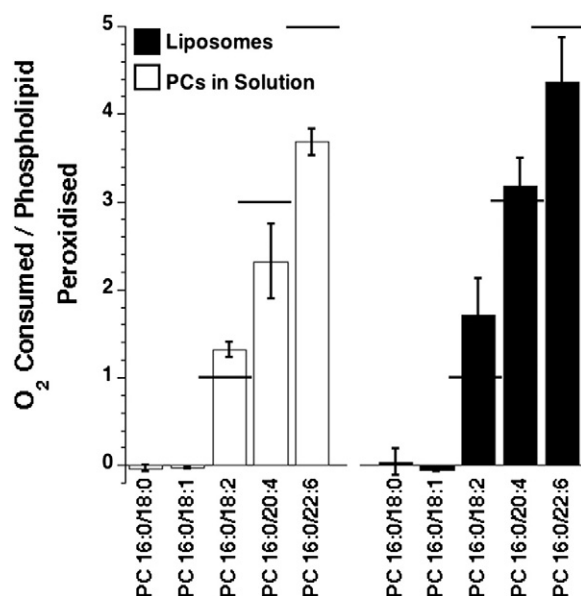 O2 Consumed / Phospholipid
Peroxidised
5
4
3
2
1
0
Liposomes
PCs in Solution
PC 16:0/18:0
PC 16:0/18:1
PC 16:0/18:2
PC 16:0/20:4
PC 16:0/22:6
PC 16:0/18:0
PC 16:0/18:1
PC 16:0/18:2
PC 16:0/20:4
PC 16:0/22:6